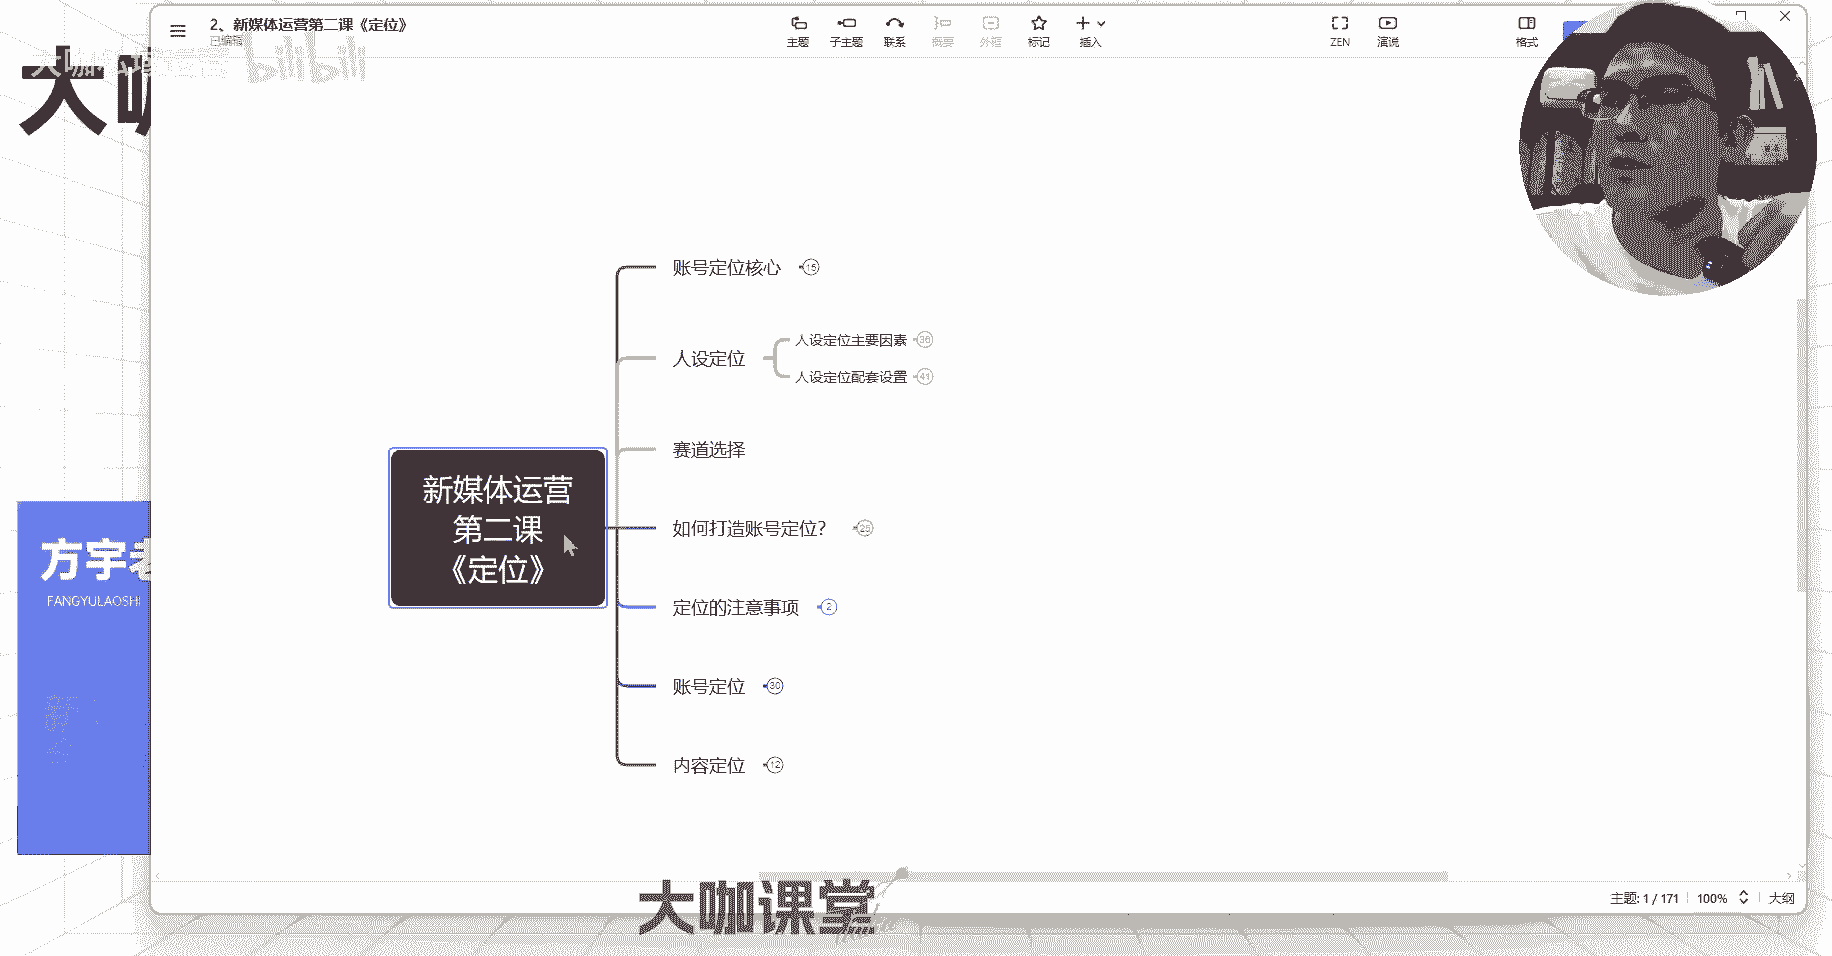 2、新媒体运营第二课《定位》
已编辑
主题
子主题
联系
概要
外框
标记
插入
ZEN
演说
格式
bilibili
大咖
账号定位核心 15
人设定位
人设定位主要因素 36
人设定位配套设置 41
赛道选择
新媒体运营
第二课
《定位》
如何打造账号定位？ 25
定位的注意事项 2
账号定位 30
内容定位 12
方宇老
FANGYULAOSHI
大咖课堂
主题: 1 / 171
100%
大纲